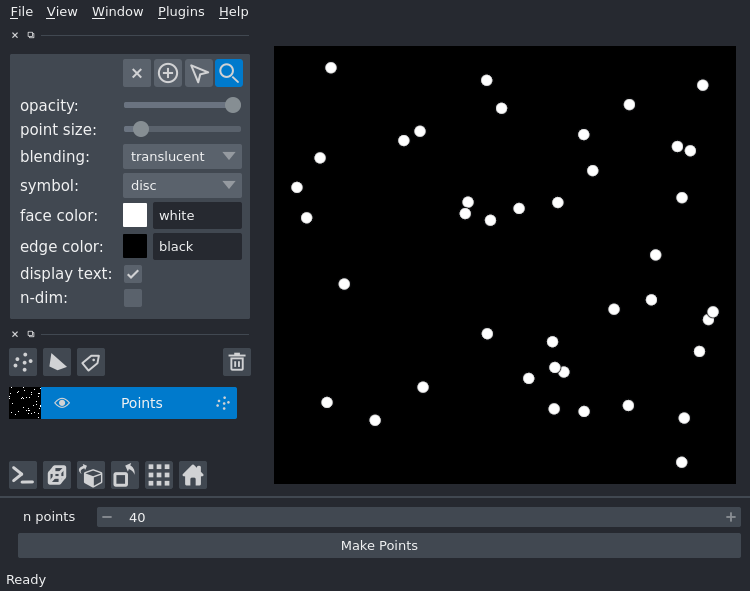 File View Window Plugins Help
opacity:
point size:
blending: translucent
symbol: disc
face color: white
edge color: black
display text:
n-dim:
Points
n points 40
Make Points
Ready